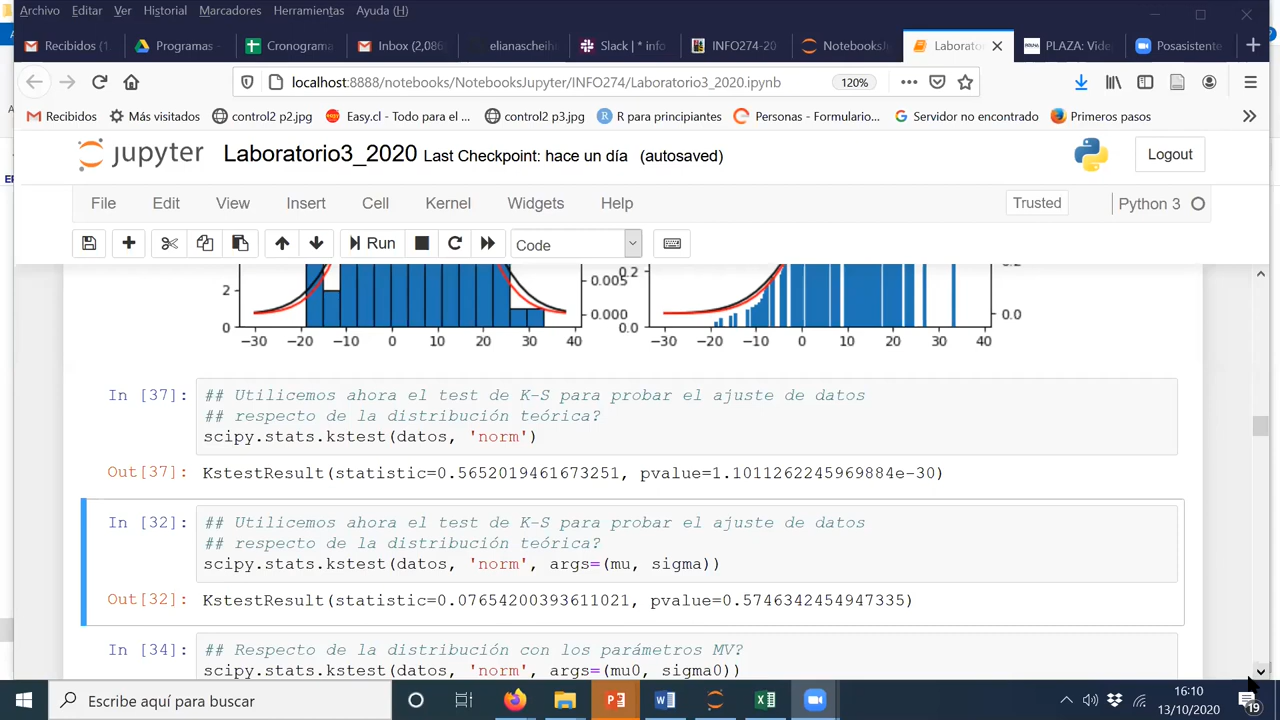 Archivo Editar Ver Historial Marcadores Herramientas Ayuda (H)
Recibidos (1 Programas - Cronograma Inbox (2,086 elianascheih Slack | * info INFO274-20 NotebooksJu Laborato PLAZA: Vide Posasistente
localhost:8888/notebooks/NotebooksJupyter/INFO274/Laboratorio3_2020.ipynb 120%
Recibidos Más visitados control2 p2.jpg Easy.cl - Todo para el ... control2 p3.jpg R para principiantes Personas - Formulario... Servidor no encontrado Primeros pasos
jupyter Laboratorio3_2020 Last Checkpoint: hace un día (autosaved) Logout
File Edit View Insert Cell Kernel Widgets Help Trusted Python 3
Run Code
2 0.005 0.2 0.2
0 0.000 0.0 0.0
−30 −20 −10 0 10 20 30 40 −30 −20 −10 0 10 20 30 40
In [37]: ## Utilicemos ahora el test de K-S para probar el ajuste de datos
## respecto de la distribución teórica?
scipy.stats.kstest(datos, 'norm')
Out[37]: KstestResult(statistic=0.5652019461673251, pvalue=1.1011262245969884e-30)
In [32]: ## Utilicemos ahora el test de K-S para probar el ajuste de datos
## respecto de la distribución teórica?
scipy.stats.kstest(datos, 'norm', args=(mu, sigma))
Out[32]: KstestResult(statistic=0.07654200393611021, pvalue=0.5746342454947335)
In [34]: ## Respecto de la distribución con los parámetros MV?
scipy.stats.kstest(datos, 'norm', args=(mu0, sigma0))
Escribe aquí para buscar 16:10
13/10/2020 19